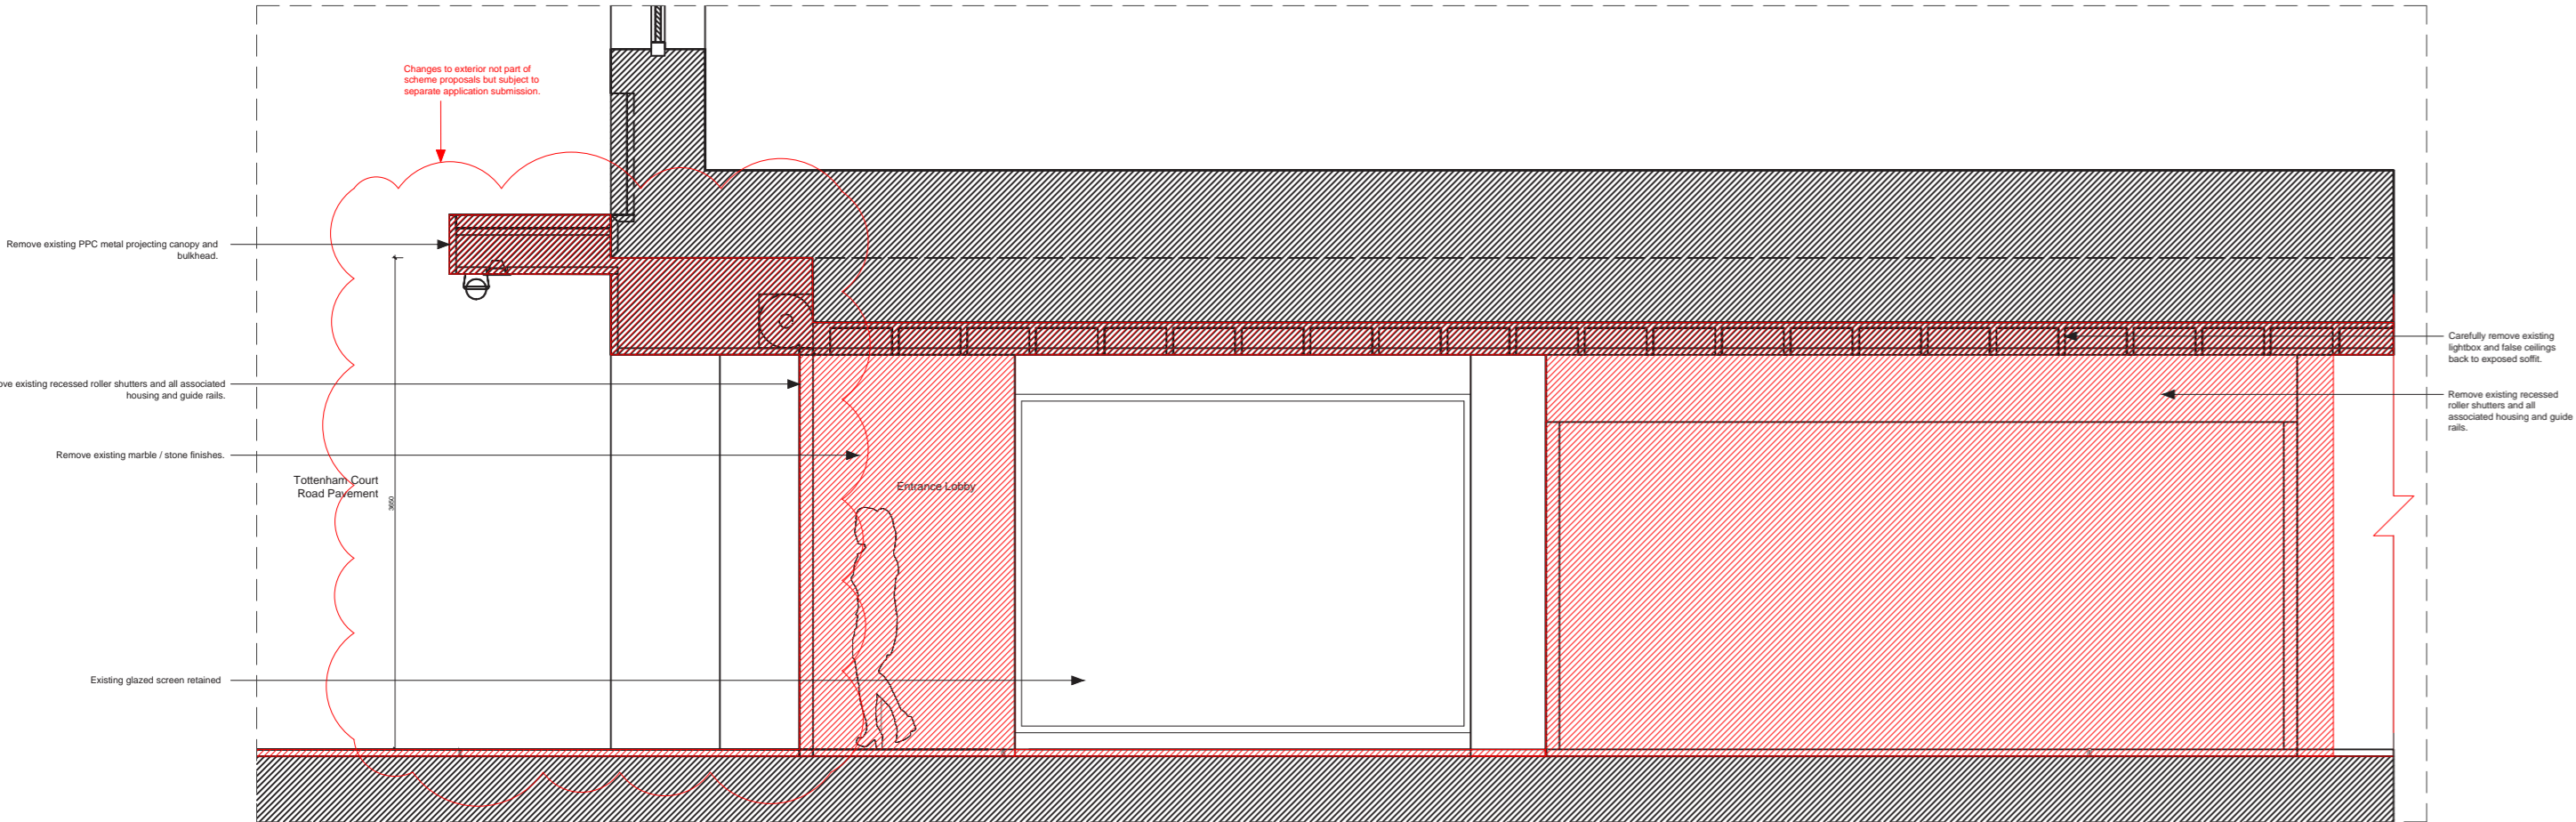 Changes to exterior not part of
scheme proposals but subject to
separate application submission.
Remove existing PPC metal projecting canopy and
bulkhead.
existing recessed roller shutters and all associated
housing and guide rails.
Remove existing marble / stone finishes.
Tottenham Court
Road Pavement
3650
Entrance Lobby
Existing glazed screen retained
Carefully remove existing
lightbox and false ceilings
back to exposed soffit.
Remove existing recessed
roller shutters and all
associated housing and guide
rails.